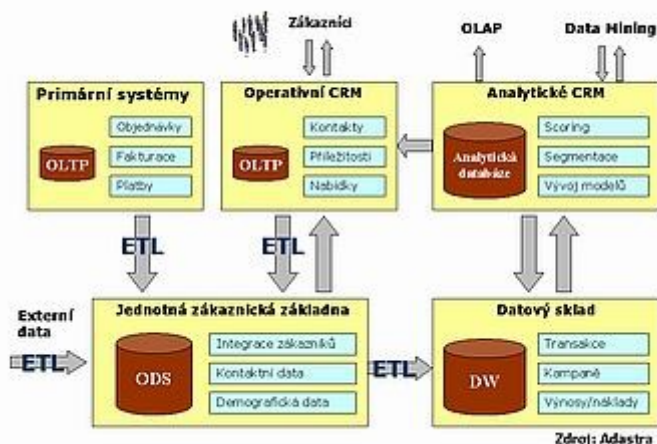 Zákazníci
OLAP
Data Mining
Primární systémy
OLTP
Objednávky
Fakturace
Platby
Operativní CRM
OLTP
Kontakty
Příležitosti
Nabídky
Analytické CRM
Analytická
databáze
Scoring
Segmentace
Vývoj modelů
ETL
ETL
Externí
data
ETL
Jednotná zákaznická základna
ODS
Integrace zákazníků
Kontaktní data
Demografická data
ETL
Datový sklad
DW
Transakce
Kampaně
Výnosy/náklady
Zdroj: Adastra